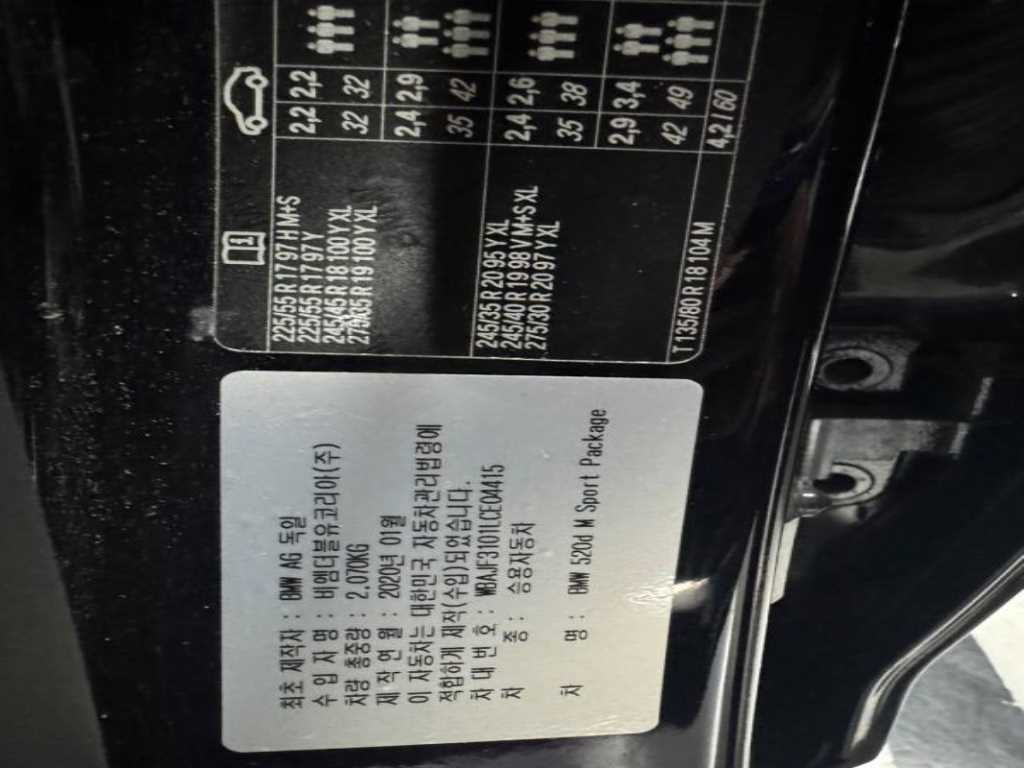 최초 제작자 : BMW AG 독일
수 입 자 명 : 비엠더블유코리아(주)
차량 총중량 : 2,070KG
제 작 연 월 : 2020년 01월
이 자동차는 대한민국 자동차관리법령에
적합하게 제작(수입)되었습니다.
차 대 번 호 : WBAJF3101LCE04415
차 종 : 승용자동차
차 명 : BMW 520d M Sport Package
225/55 R 17 97 H M+S
225/55 R 17 97 Y
245/45 R 18 100 Y XL
275/35 R 19 100 Y XL
2,2 2,2
32 32
2,4 2,9
35 42
245/35 R 20 95 Y XL
245/40 R 19 98 V M+S XL
275/30 R 20 97 Y XL
2,4 2,6
35 38
2,9 3,4
42 49
T 135/80 R 18 104 M
4,2 / 60